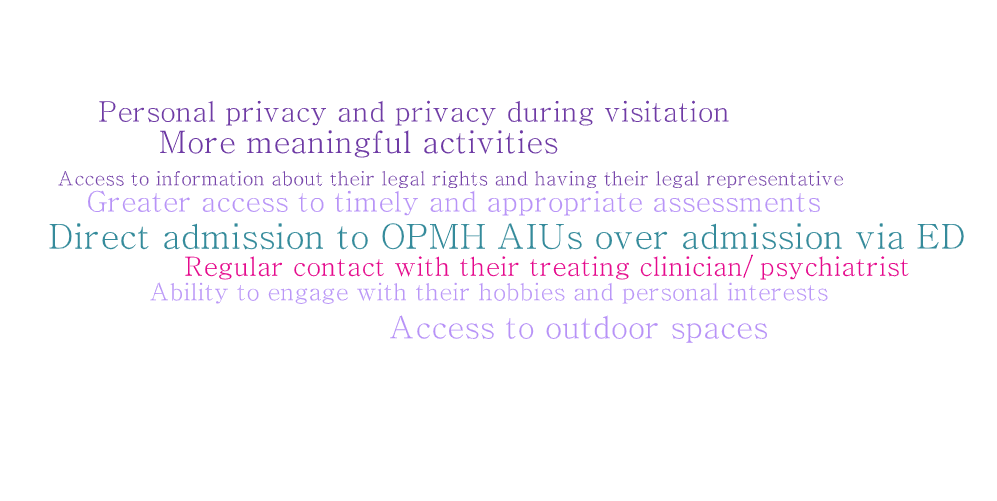 Personal privacy and privacy during visitation
More meaningful activities
Access to information about their legal rights and having their legal representative
Greater access to timely and appropriate assessments
Direct admission to OPMH AIUs over admission via ED
Regular contact with their treating clinician/ psychiatrist
Ability to engage with their hobbies and personal interests
Access to outdoor spaces